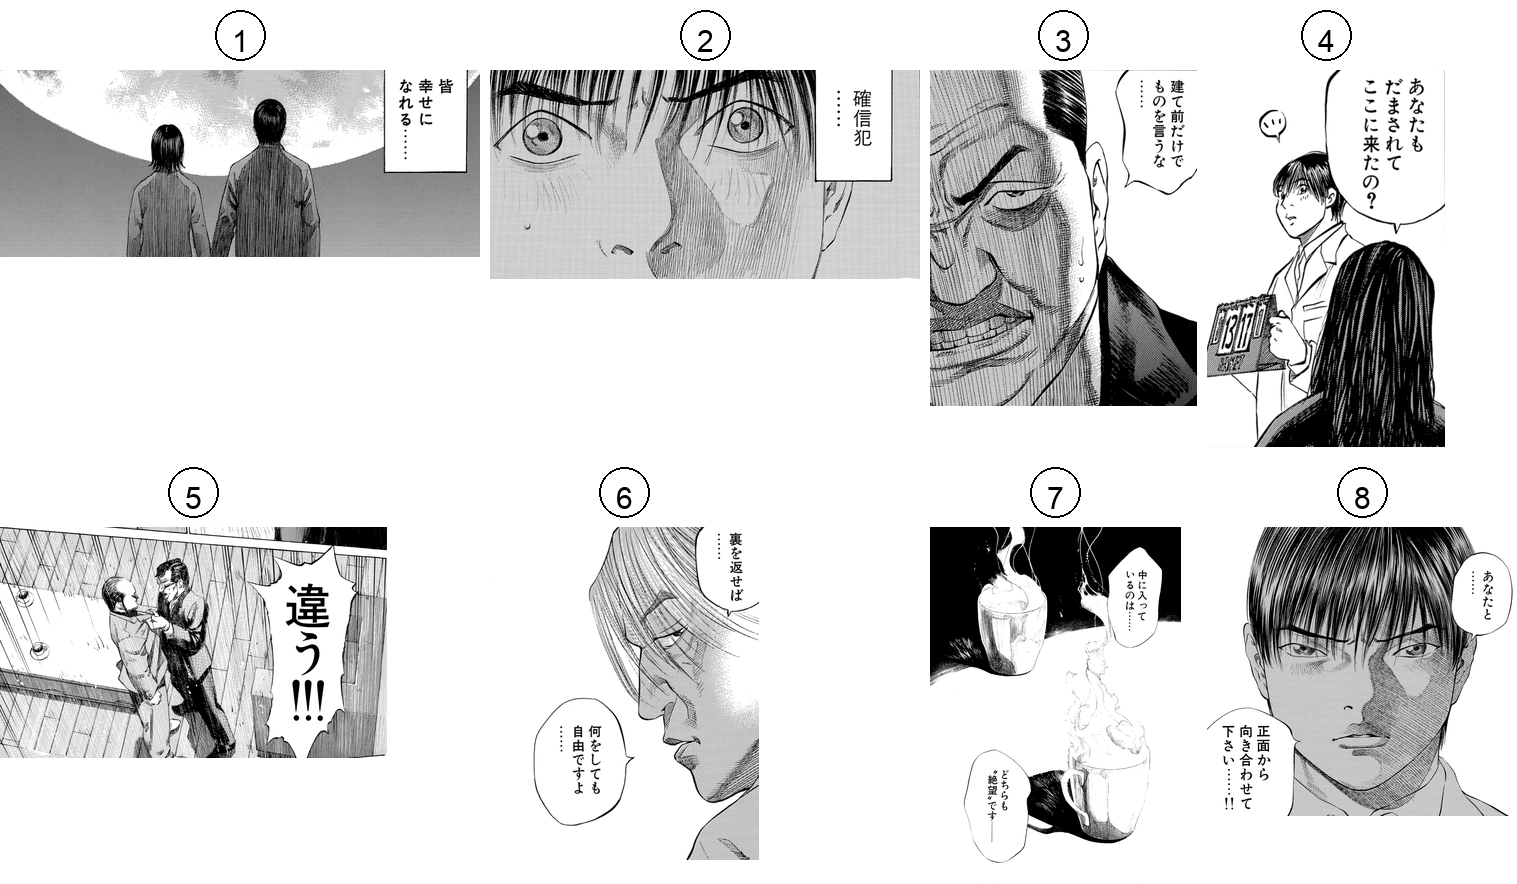 1
皆
幸せに
なれる……
2
確信犯
……
3
建て前だけで
ものを言うな
……
4
あなたも
だまされて
ここに来たの?
13 17
5
違う!!!
6
裏を返せば
……
何をしても
自由ですよ
……
7
中に入って
いるのは……
どちらも
“絶望”です―
8
あなたと
……
正面から
向き合わせて
下さい……!!